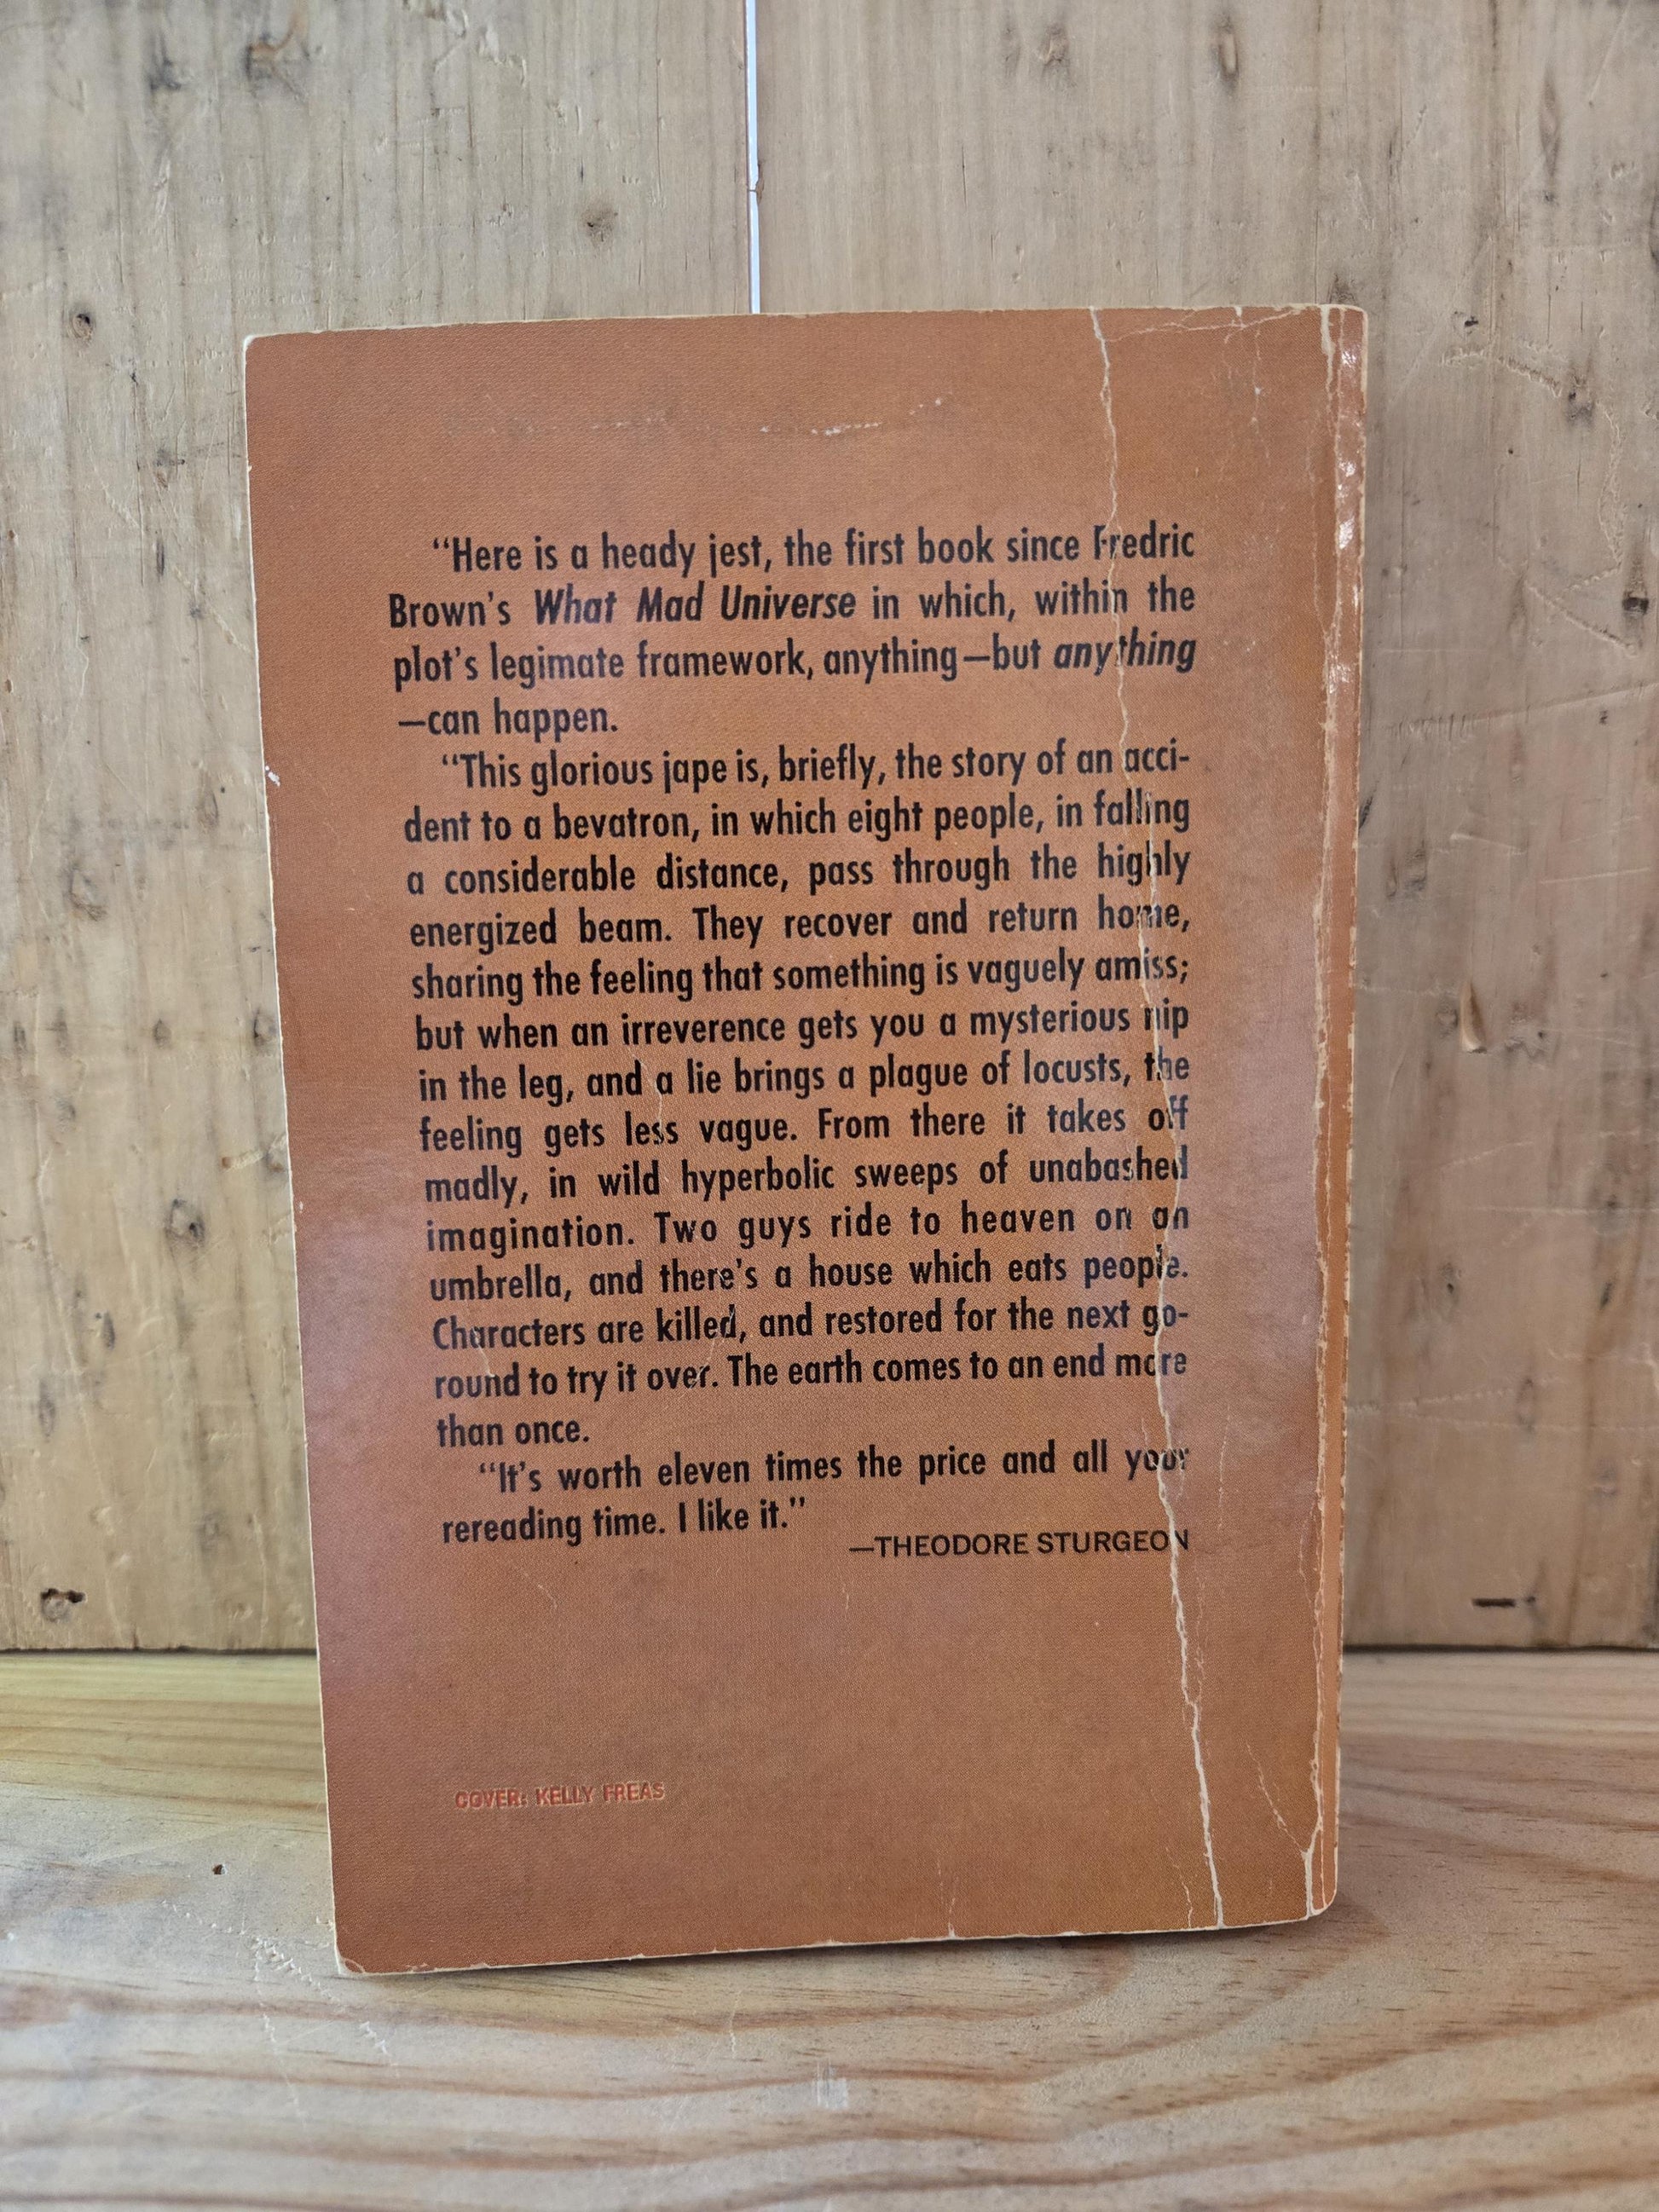 “Here is a heady jest, the first book since Fredric
Brown’s What Mad Universe in which, within the
plot’s legimate framework, anything—but anything
—can happen.
“This glorious jape is, briefly, the story of an acci-
dent to a bevatron, in which eight people, in falling
a considerable distance, pass through the highly
energized beam. They recover and return home,
sharing the feeling that something is vaguely amiss;
but when an irreverence gets you a mysterious nip
in the leg, and a lie brings a plague of locusts, the
feeling gets less vague. From there it takes off
madly, in wild hyperbolic sweeps of unabashed
imagination. Two guys ride to heaven on an
umbrella, and there’s a house which eats people.
Characters are killed, and restored for the next go-
round to try it over. The earth comes to an end more
than once.
“It’s worth eleven times the price and all your
rereading time. I like it.”
—THEODORE STURGEON
COVER: KELLY FREAS